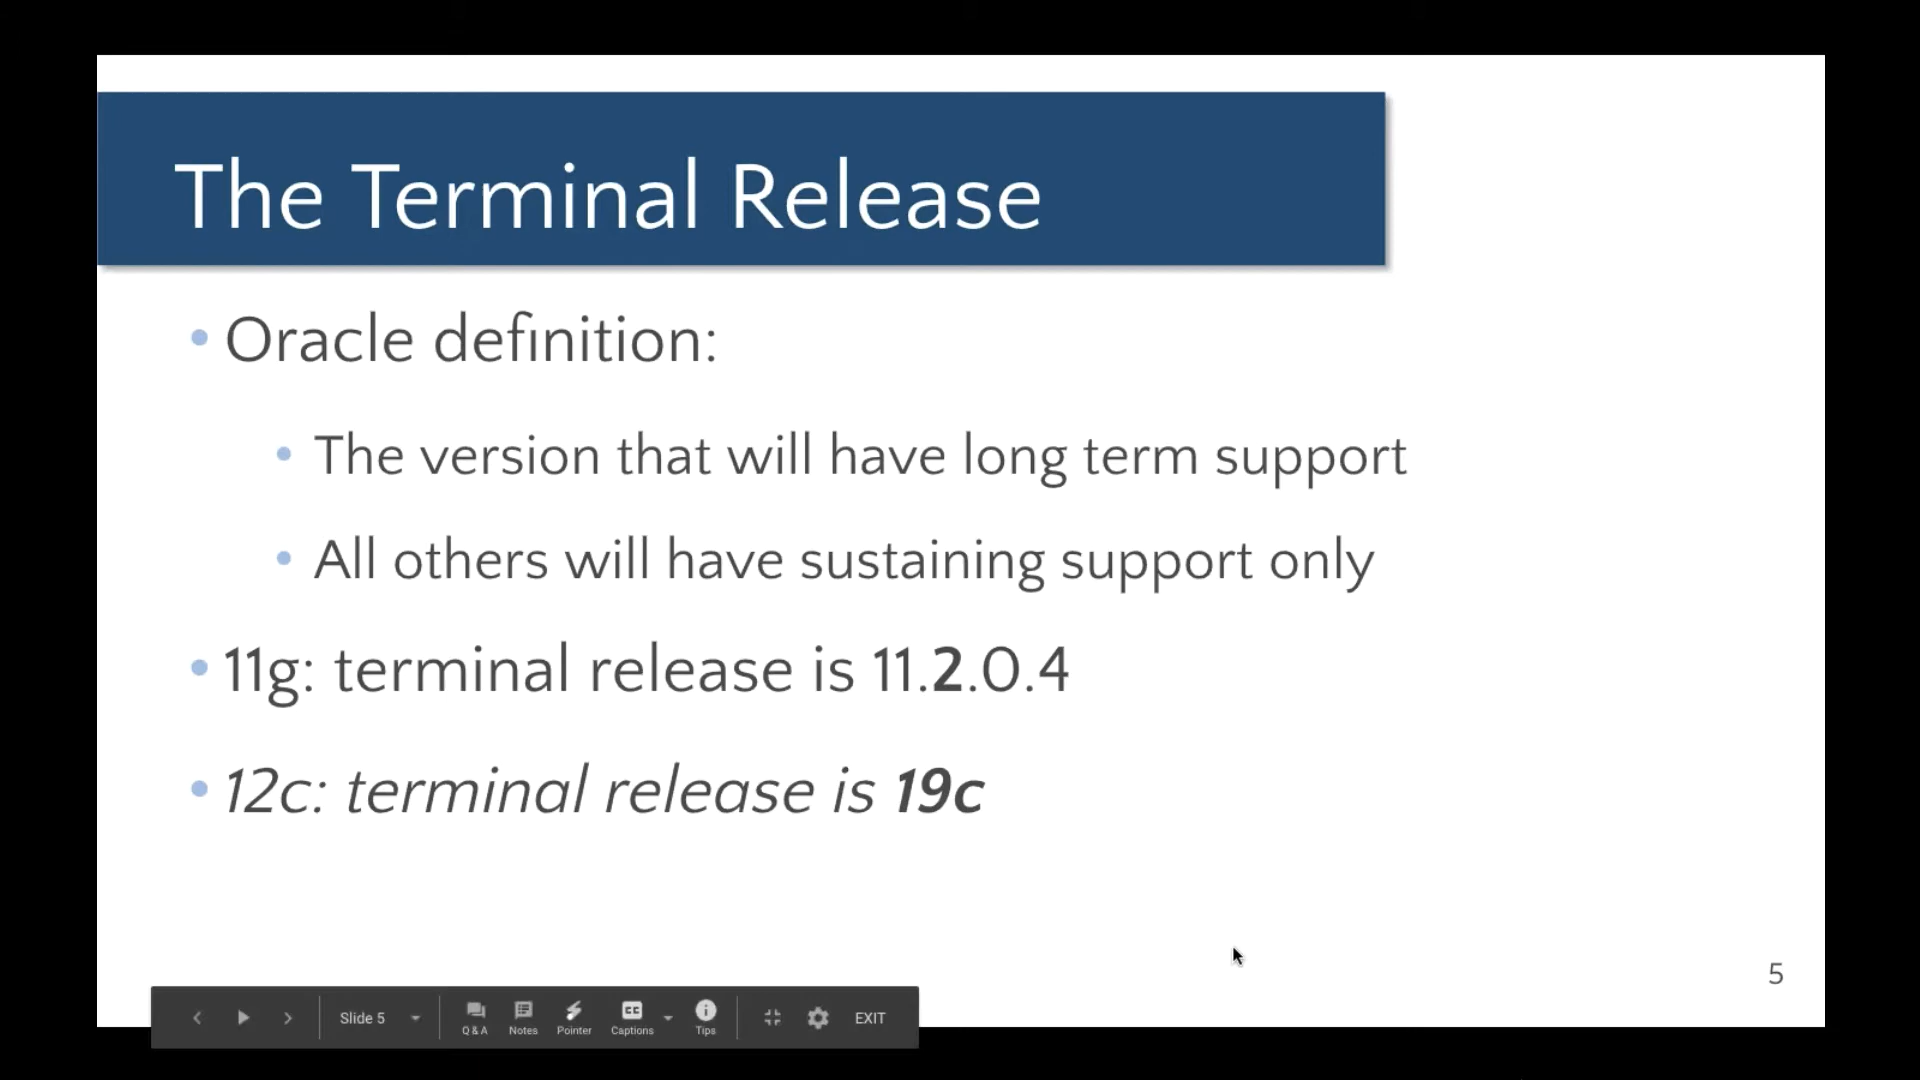 The Terminal Release
• Oracle definition:
• The version that will have long term support
• All others will have sustaining support only
• 11g: terminal release is 11.2.0.4
• 12c: terminal release is 19c
5
Slide 5
Q & A
Notes
Pointer
CC
Captions
Tips
EXIT